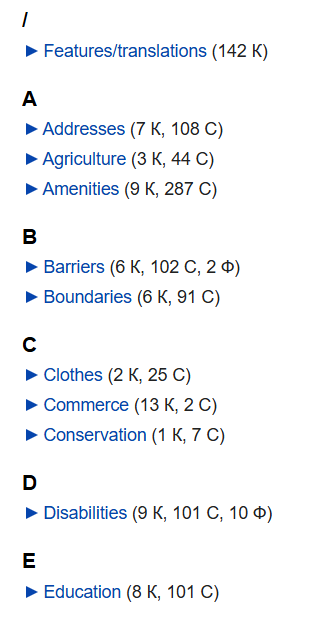 /
► Features/translations (142 К)
A
► Addresses (7 К, 108 С)
► Agriculture (3 К, 44 С)
► Amenities (9 К, 287 С)
B
► Barriers (6 К, 102 С, 2 Ф)
► Boundaries (6 К, 91 С)
C
► Clothes (2 К, 25 С)
► Commerce (13 К, 2 С)
► Conservation (1 К, 7 С)
D
► Disabilities (9 К, 101 С, 10 Ф)
E
► Education (8 К, 101 С)